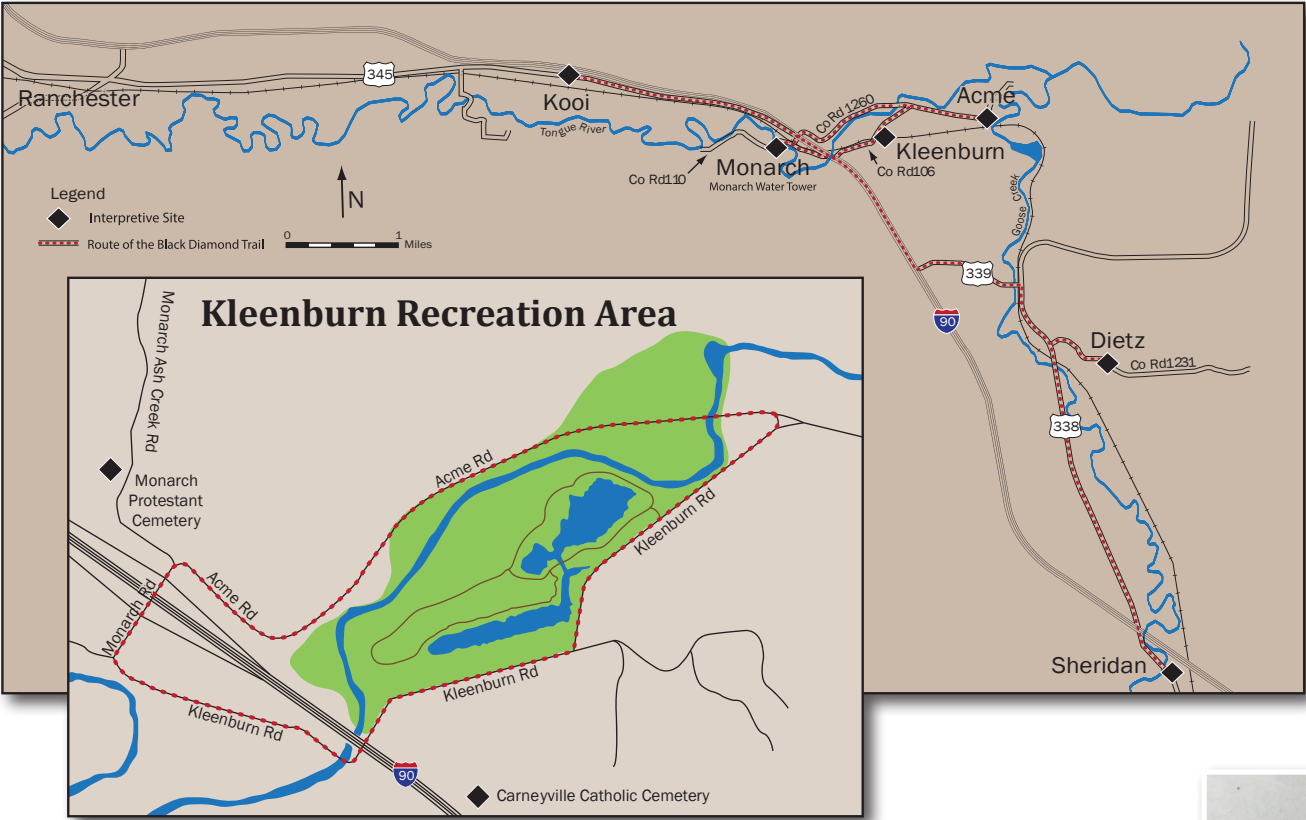 345
Ranchester
Kooi
Tongue River
Co Rd 1260
Acme
Kleenburn
Monarch
Monarch Water Tower
Co Rd110
Co Rd106
Goose Creek
Legend
Interpretive Site
Route of the Black Diamond Trail
N
0 1 Miles
339
90
Dietz
Co Rd1231
338
Sheridan
Kleenburn Recreation Area
Monarch Ash Creek Rd
Monarch
Protestant
Cemetery
Acme Rd
Kleenburn Rd
Acme Rd
Monarch Rd
Kleenburn Rd
Kleenburn Rd
90
Carneyville Catholic Cemetery